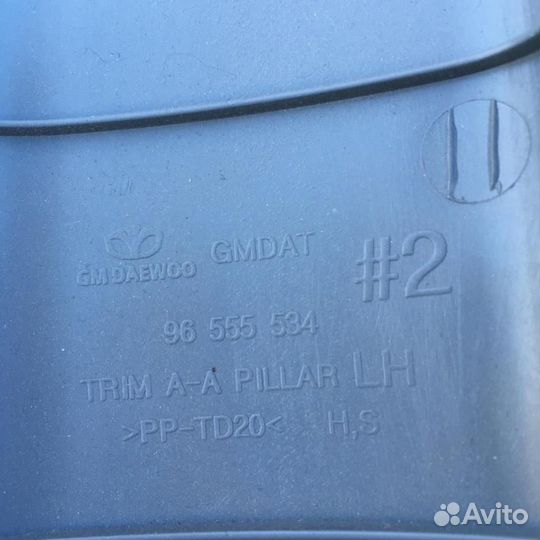 GMDAT
GM DAEWOO
#2
96 555 534
TRIM A-A PILLAR LH
>PP-TD20< H,S
Avito